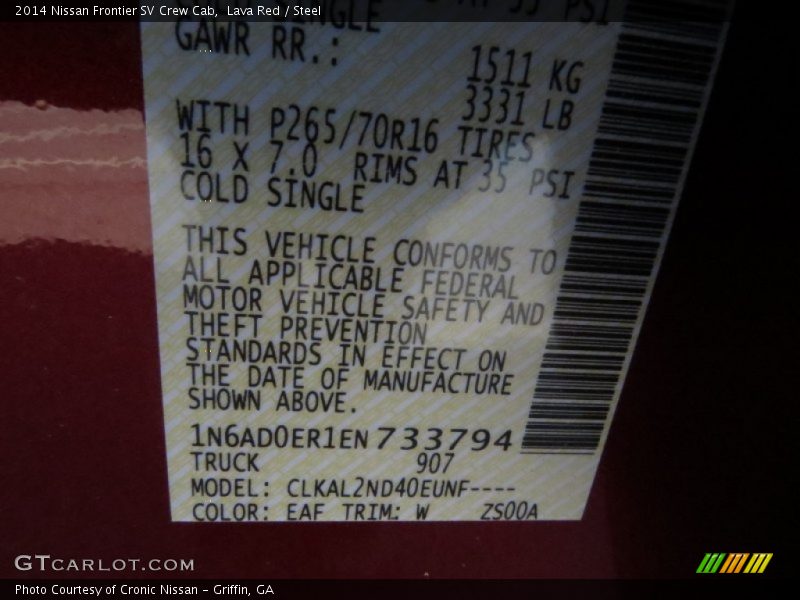 2014 Nissan Frontier SV Crew Cab,  Lava Red / Steel
GAWR RR.:
1511 KG
3331 LB
WITH P265/70R16 TIRES
16 X 7.0 RIMS AT 35 PSI
COLD SINGLE
THIS VEHICLE CONFORMS TO
ALL APPLICABLE FEDERAL
MOTOR VEHICLE SAFETY AND
THEFT PREVENTION
STANDARDS IN EFFECT ON
THE DATE OF MANUFACTURE
SHOWN ABOVE.
1N6AD0ER1EN733794
TRUCK 907
MODEL: CLKAL2ND40EUNF----
COLOR: EAF TRIM: W ZS00A
GTCARLOT.COM
Photo Courtesy of Cronic Nissan - Griffin, GA